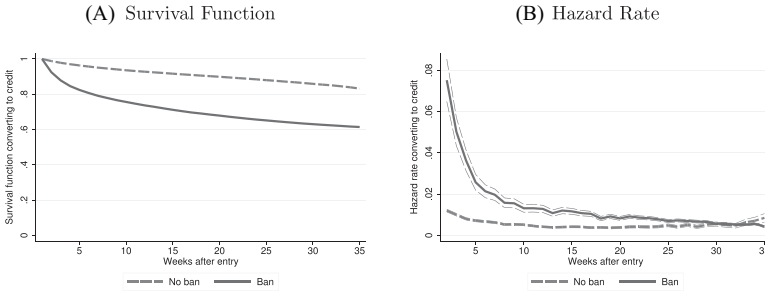 (A) Survival Function
Survival function converting to credit
1
.8
.6
.4
.2
0
5 10 15 20 25 30 35
Weeks after entry
No ban Ban
(B) Hazard Rate
Hazard rate converting to credit
.08
.06
.04
.02
0
5 10 15 20 25 30 35
Weeks after entry
No ban Ban